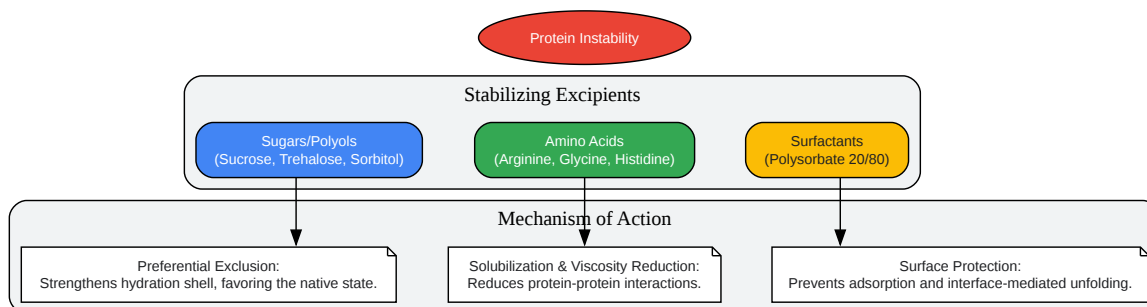 Protein Instability
Stabilizing Excipients
Sugars/Polyols
(Sucrose, Trehalose, Sorbitol)
Amino Acids
(Arginine, Glycine, Histidine)
Surfactants
(Polysorbate 20/80)
Mechanism of Action
Preferential Exclusion:
Strengthens hydration shell, favoring the native state.
Solubilization & Viscosity Reduction:
Reduces protein-protein interactions.
Surface Protection:
Prevents adsorption and interface-mediated unfolding.